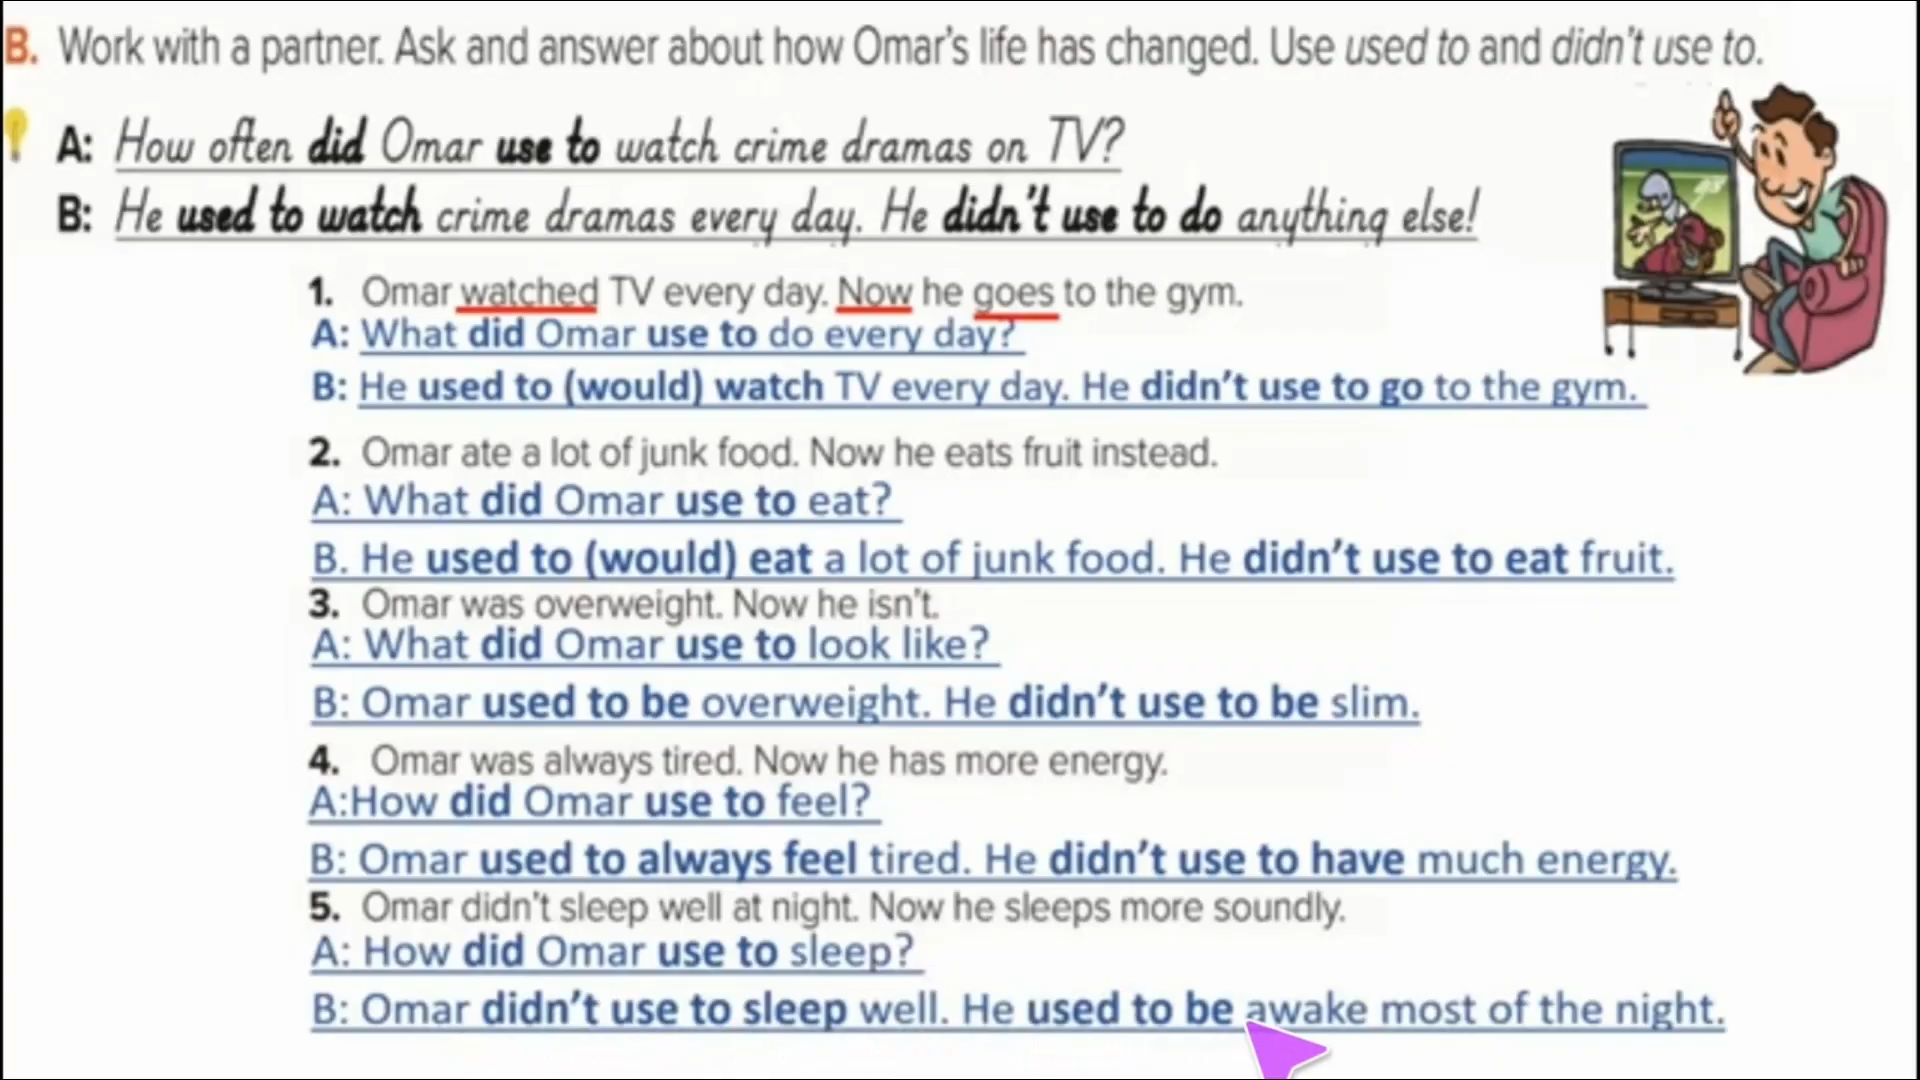 B. Work with a partner. Ask and answer about how Omar's life has changed. Use used to and didn't use to.
A: How often did Omar use to watch crime dramas on TV?
B: He used to watch crime dramas every day. He didn't use to do anything else!
1. Omar watched TV every day. Now he goes to the gym.
A: What did Omar use to do every day?
B: He used to (would) watch TV every day. He didn't use to go to the gym.
2. Omar ate a lot of junk food. Now he eats fruit instead.
A: What did Omar use to eat?
B. He used to (would) eat a lot of junk food. He didn't use to eat fruit.
3. Omar was overweight. Now he isn't.
A: What did Omar use to look like?
B: Omar used to be overweight. He didn't use to be slim.
4. Omar was always tired. Now he has more energy.
A:How did Omar use to feel?
B: Omar used to always feel tired. He didn't use to have much energy.
5. Omar didn't sleep well at night. Now he sleeps more soundly.
A: How did Omar use to sleep?
B: Omar didn't use to sleep well. He used to be awake most of the night.